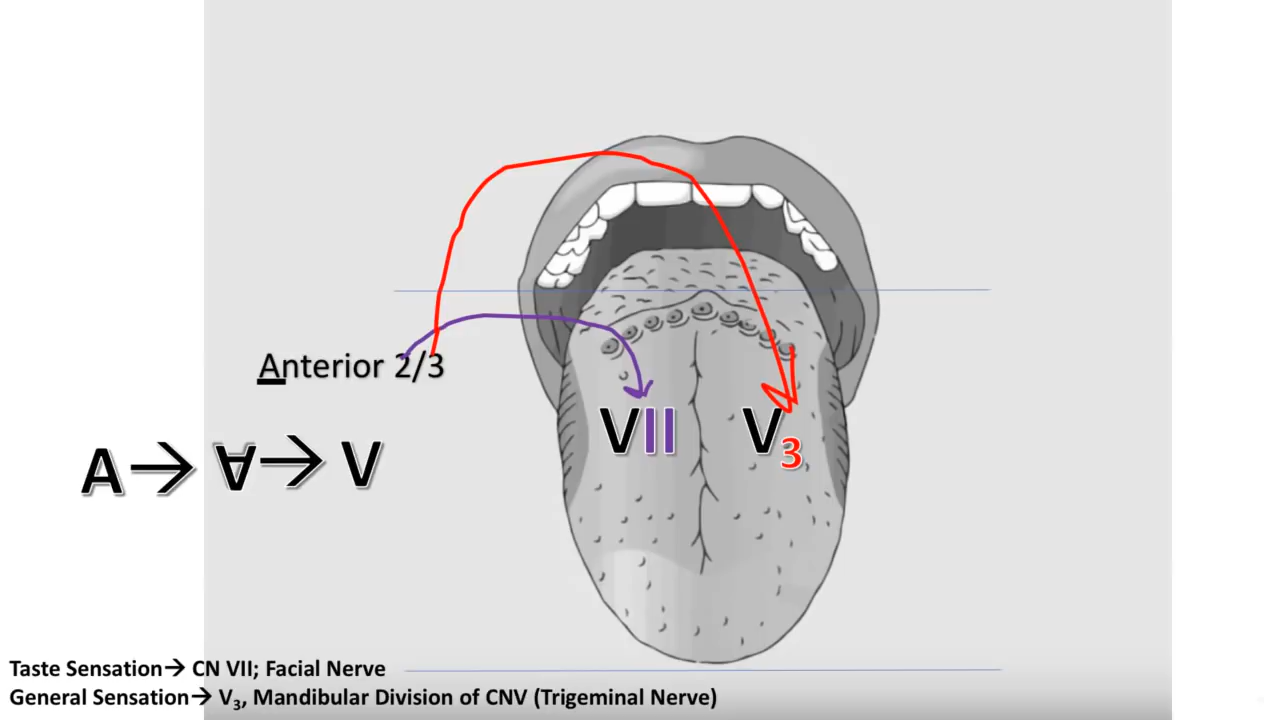 Anterior 2/3
VII V₃
A→ ∀→ V
Taste Sensation→ CN VII; Facial Nerve
General Sensation→ V₃, Mandibular Division of CNV (Trigeminal Nerve)